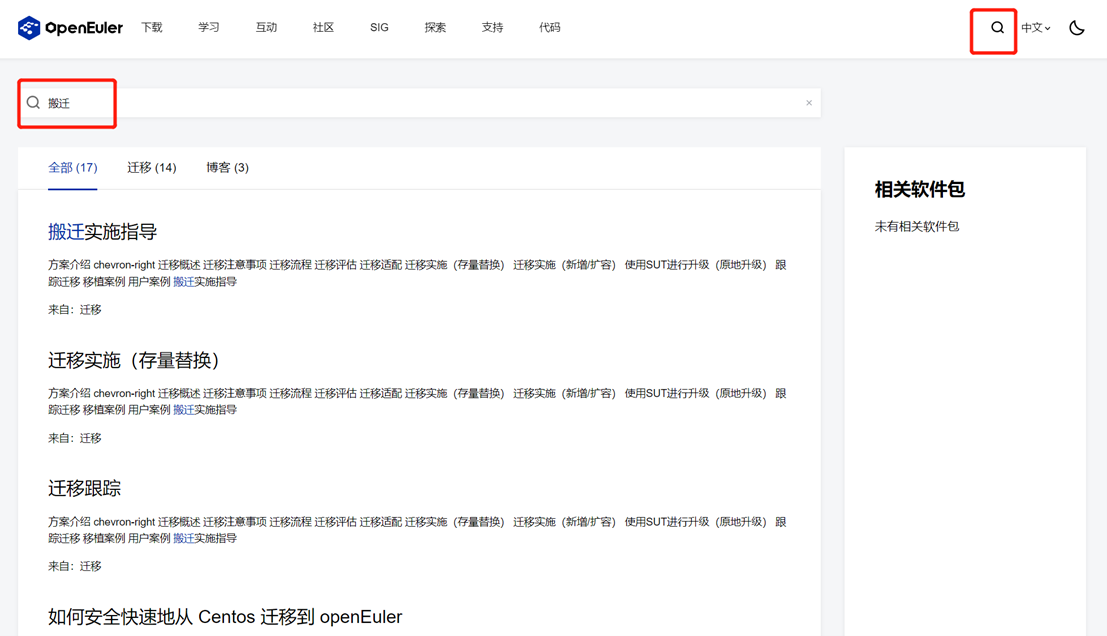 openEuler 下载 学习 互动 社区 SIG 探索 支持 代码 中文
搬迁 ×
全部 (17) 迁移 (14) 博客 (3)
相关软件包
未有相关软件包
搬迁实施指导
方案介绍 chevron-right 迁移概述 迁移注意事项 迁移流程 迁移评估 迁移适配 迁移实施（存量替换） 迁移实施（新增/扩容） 使用SUT进行升级（原地升级） 跟
踪迁移 移植案例 用户案例 搬迁实施指导
来自：迁移
迁移实施（存量替换）
方案介绍 chevron-right 迁移概述 迁移注意事项 迁移流程 迁移评估 迁移适配 迁移实施（存量替换） 迁移实施（新增/扩容） 使用SUT进行升级（原地升级） 跟
踪迁移 移植案例 用户案例 搬迁实施指导
来自：迁移
迁移跟踪
方案介绍 chevron-right 迁移概述 迁移注意事项 迁移流程 迁移评估 迁移适配 迁移实施（存量替换） 迁移实施（新增/扩容） 使用SUT进行升级（原地升级） 跟
踪迁移 移植案例 用户案例 搬迁实施指导
来自：迁移
如何安全快速地从 Centos 迁移到 openEuler